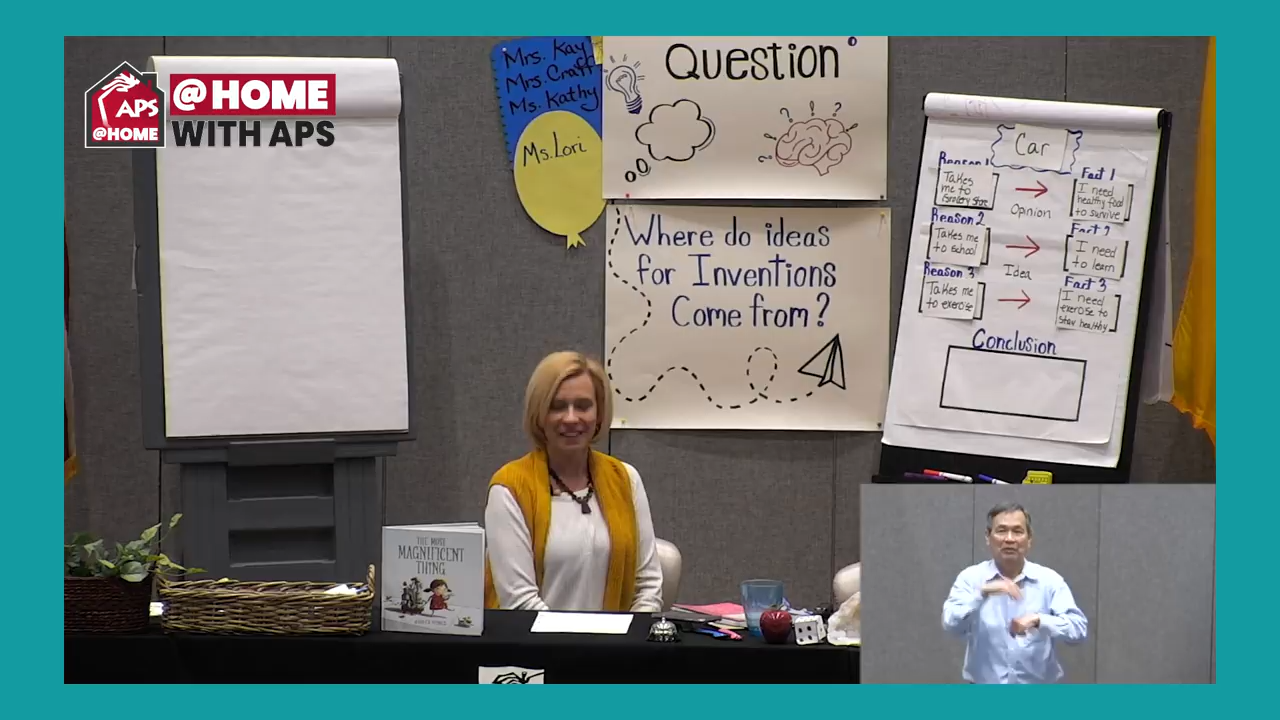 APS
@HOME
@HOME
WITH APS
Mrs. Kay
Mrs. Craft
Ms. Kathy
Ms. Lori
Question
Where do ideas
for Inventions
Come from?
Car
Reason 1
Takes
me to
Grocery Store
Opinion
Fact 1
I need
healthy food
to survive
Reason 2
Takes me
to school
Idea
Fact 2
I need
to learn
Reason 3
Takes me
to exercise
Fact 3
I need
exercise to
stay healthy
Conclusion
THE MOST
MAGNIFICENT
THING